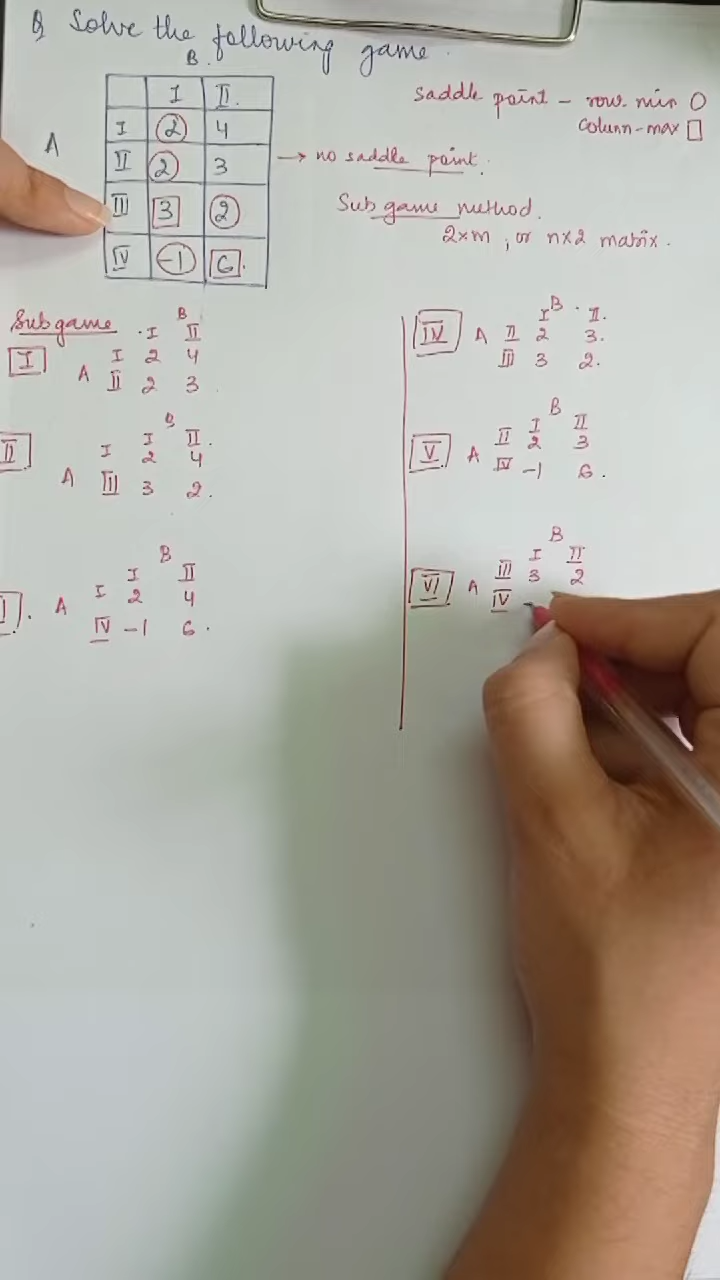 Q Solve the following game.
B.
I II.
A
I 2 4
II 2 3
III 3 2
IV -1 6.
saddle point - row min O
column-max □
→ no saddle point.
Sub game method.
2×m, or n×2 matrix.
Subgame
B
I II
I A I 2 4
II 2 3
B
I II.
II A I 2 4
III 3 2.
B
I II
A I 2 4
IV -1 6.
B
I II.
IV A II 2 3.
III 3 2.
B
I II
V A II 2 3
IV -1 6.
B
I II
VI A III 3 2
IV -